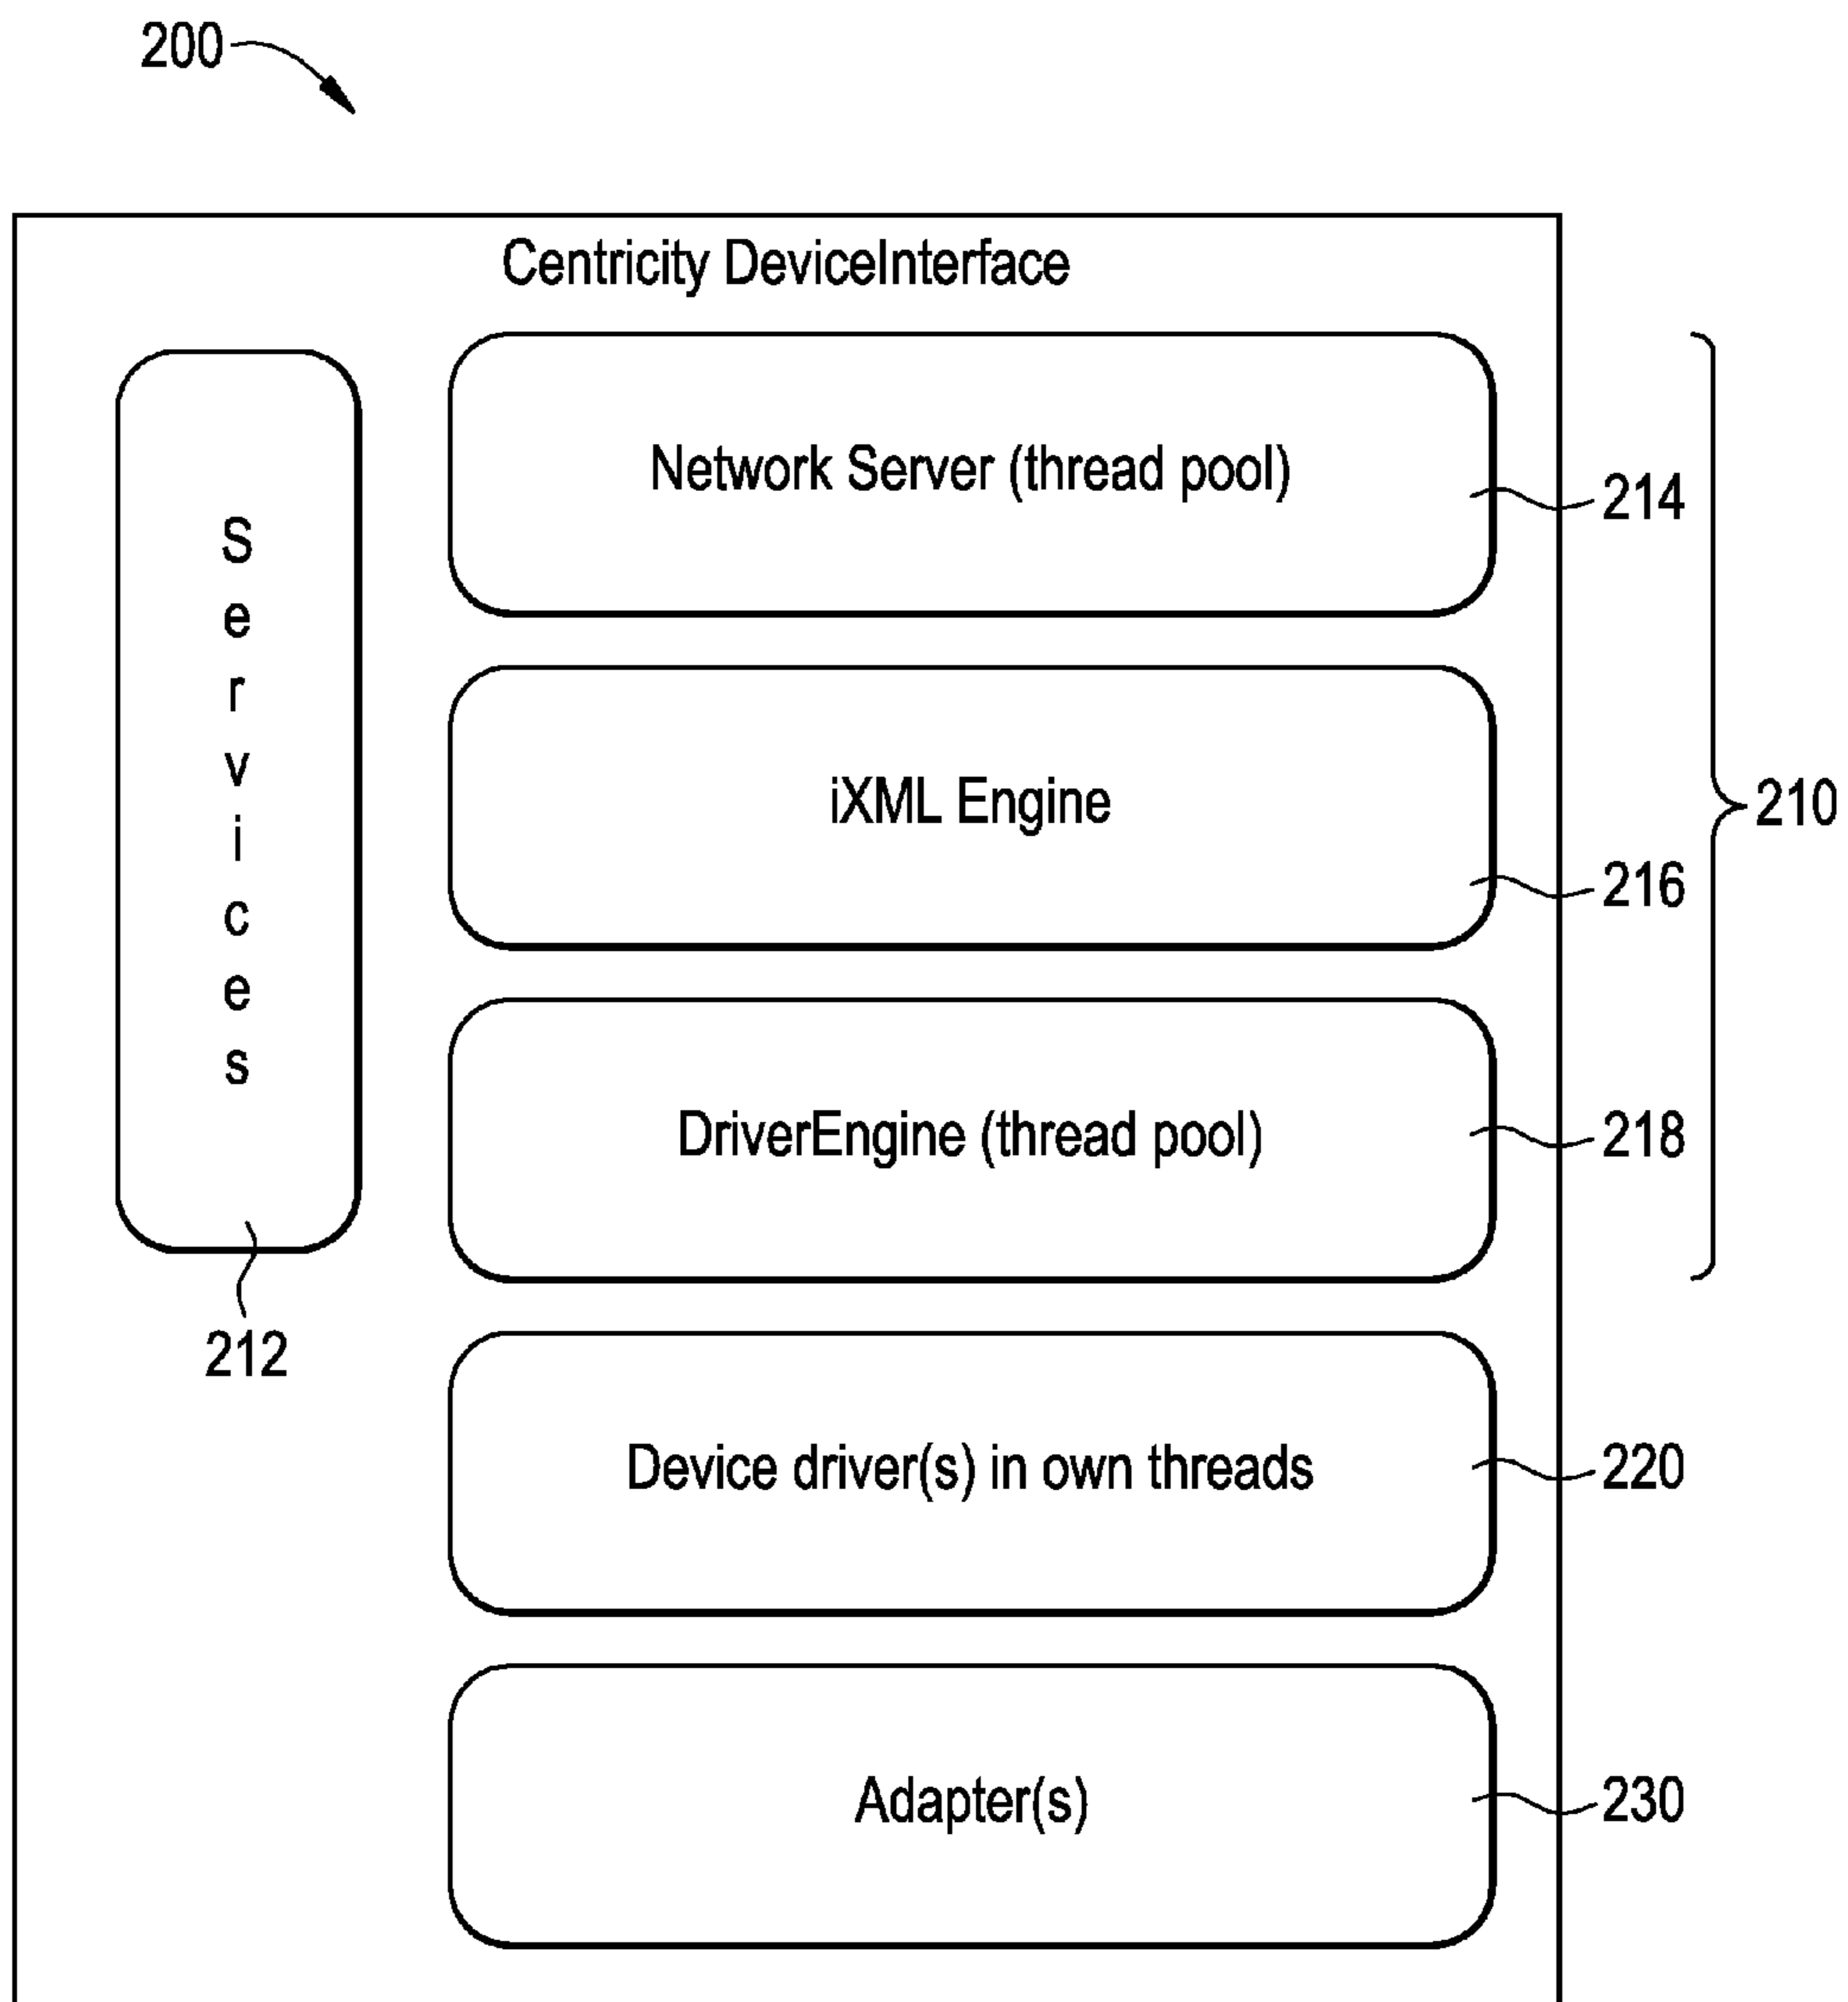 200
Centricity DeviceInterface
Services
212
Network Server (thread pool)
214
iXML Engine
216
DriverEngine (thread pool)
218
210
Device driver(s) in own threads
220
Adapter(s)
230